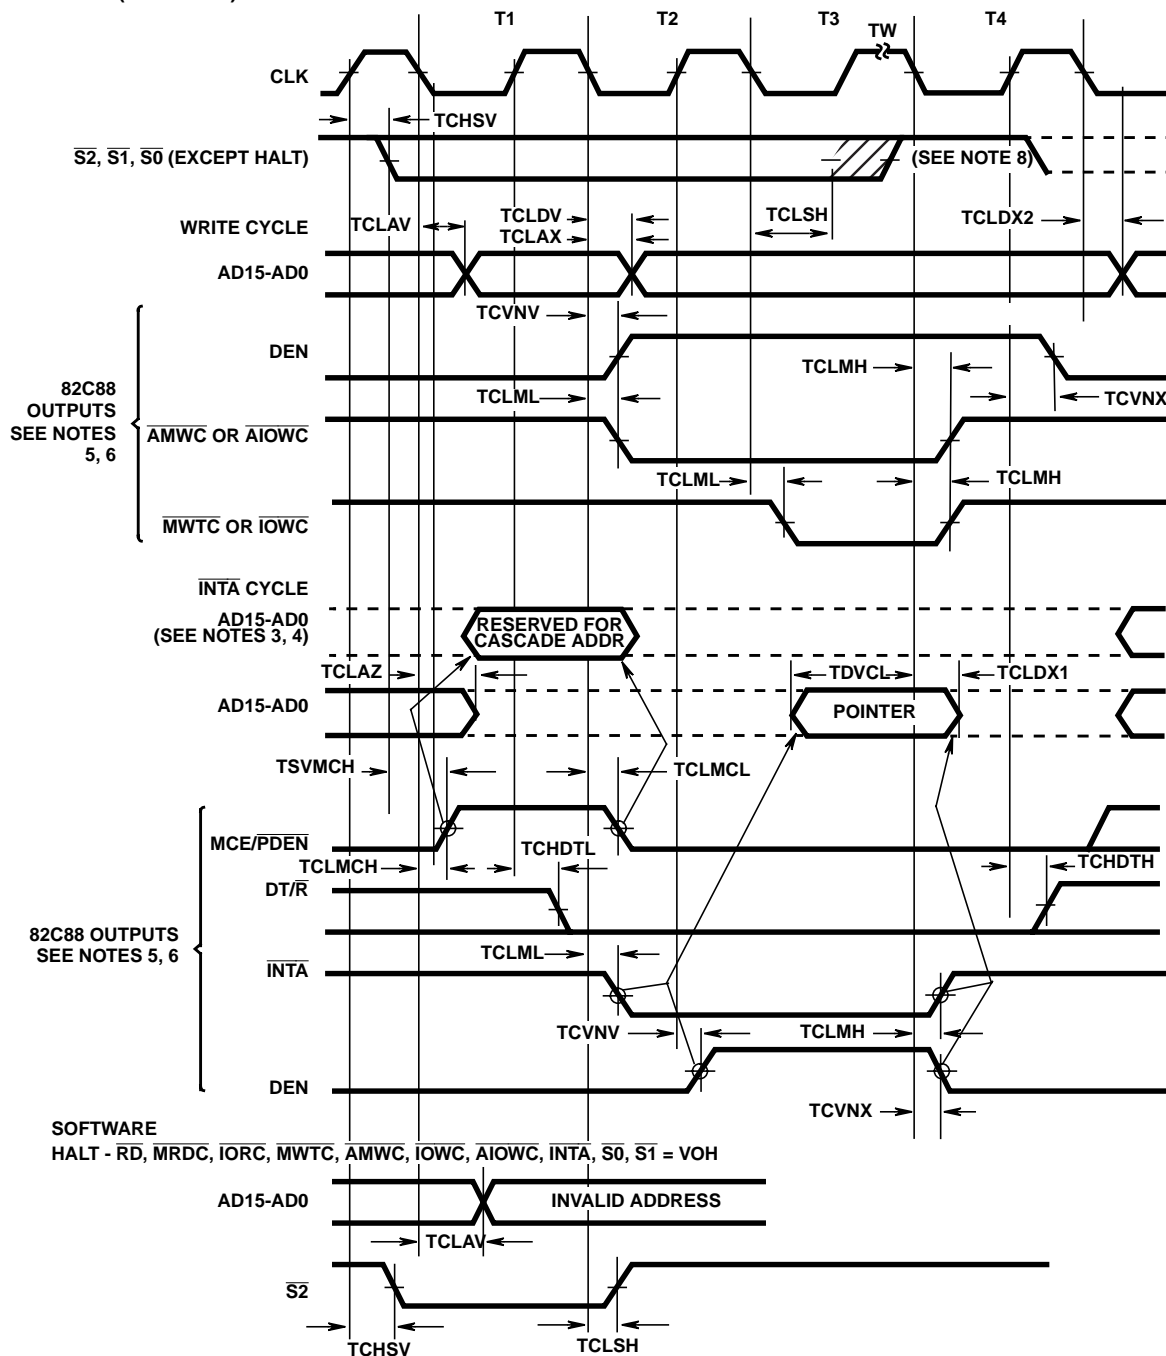 T1 T2 T3 TW T4
CLK
TCHSV
S2, S1, S0 (EXCEPT HALT)
(SEE NOTE 8)
TCLDV
TCLSH
TCLDX2
WRITE CYCLE
TCLAV
TCLAX
AD15-AD0
TCVNV
DEN
TCLMH
82C88
OUTPUTS
SEE NOTES
5, 6
TCLML
TCVNX
AMWC OR AIOWC
TCLML
TCLMH
MWTC OR IOWC
INTA CYCLE
AD15-AD0
(SEE NOTES 3, 4)
RESERVED FOR
CASCADE ADDR
TCLAZ
TDVCL
TCLDX1
AD15-AD0
POINTER
TSVMCH
TCLMCL
MCE/PDEN
TCHDTL
TCHDTH
TCLMCH
DT/R
82C88 OUTPUTS
SEE NOTES 5, 6
TCLML
INTA
TCVNV
TCLMH
DEN
TCVNX
SOFTWARE
HALT - RD, MRDC, IORC, MWTC, AMWC, IOWC, AIOWC, INTA, S0, S1 = VOH
AD15-AD0
INVALID ADDRESS
TCLAV
S2
TCHSV
TCLSH